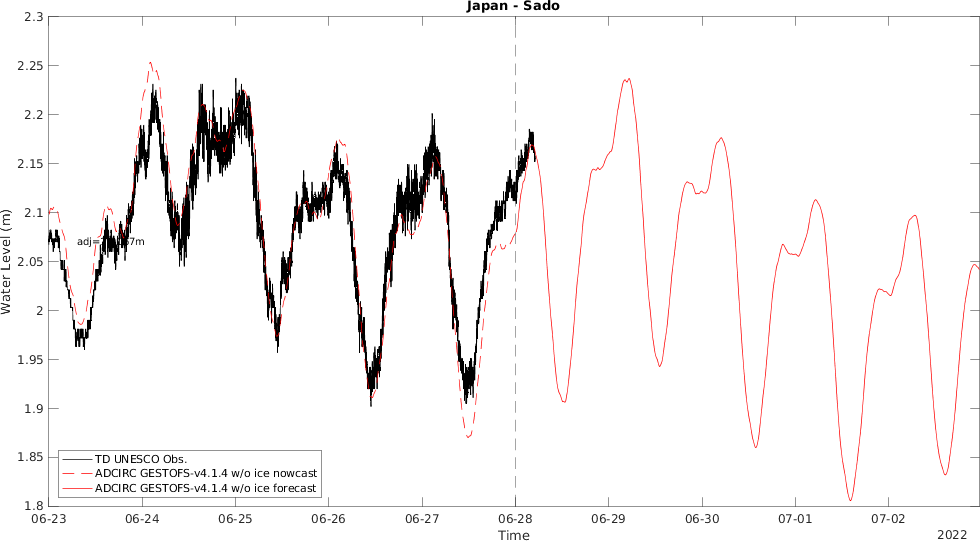 Japan - Sado
Water Level (m)
2.3
2.25
2.2
2.15
2.1
2.05
2
1.95
1.9
1.85
1.8
adj=
67m
TD UNESCO Obs.
ADCIRC GESTOFS-v4.1.4 w/o ice nowcast
ADCIRC GESTOFS-v4.1.4 w/o ice forecast
06-23 06-24 06-25 06-26 06-27 06-28 06-29 06-30 07-01 07-02
Time
2022